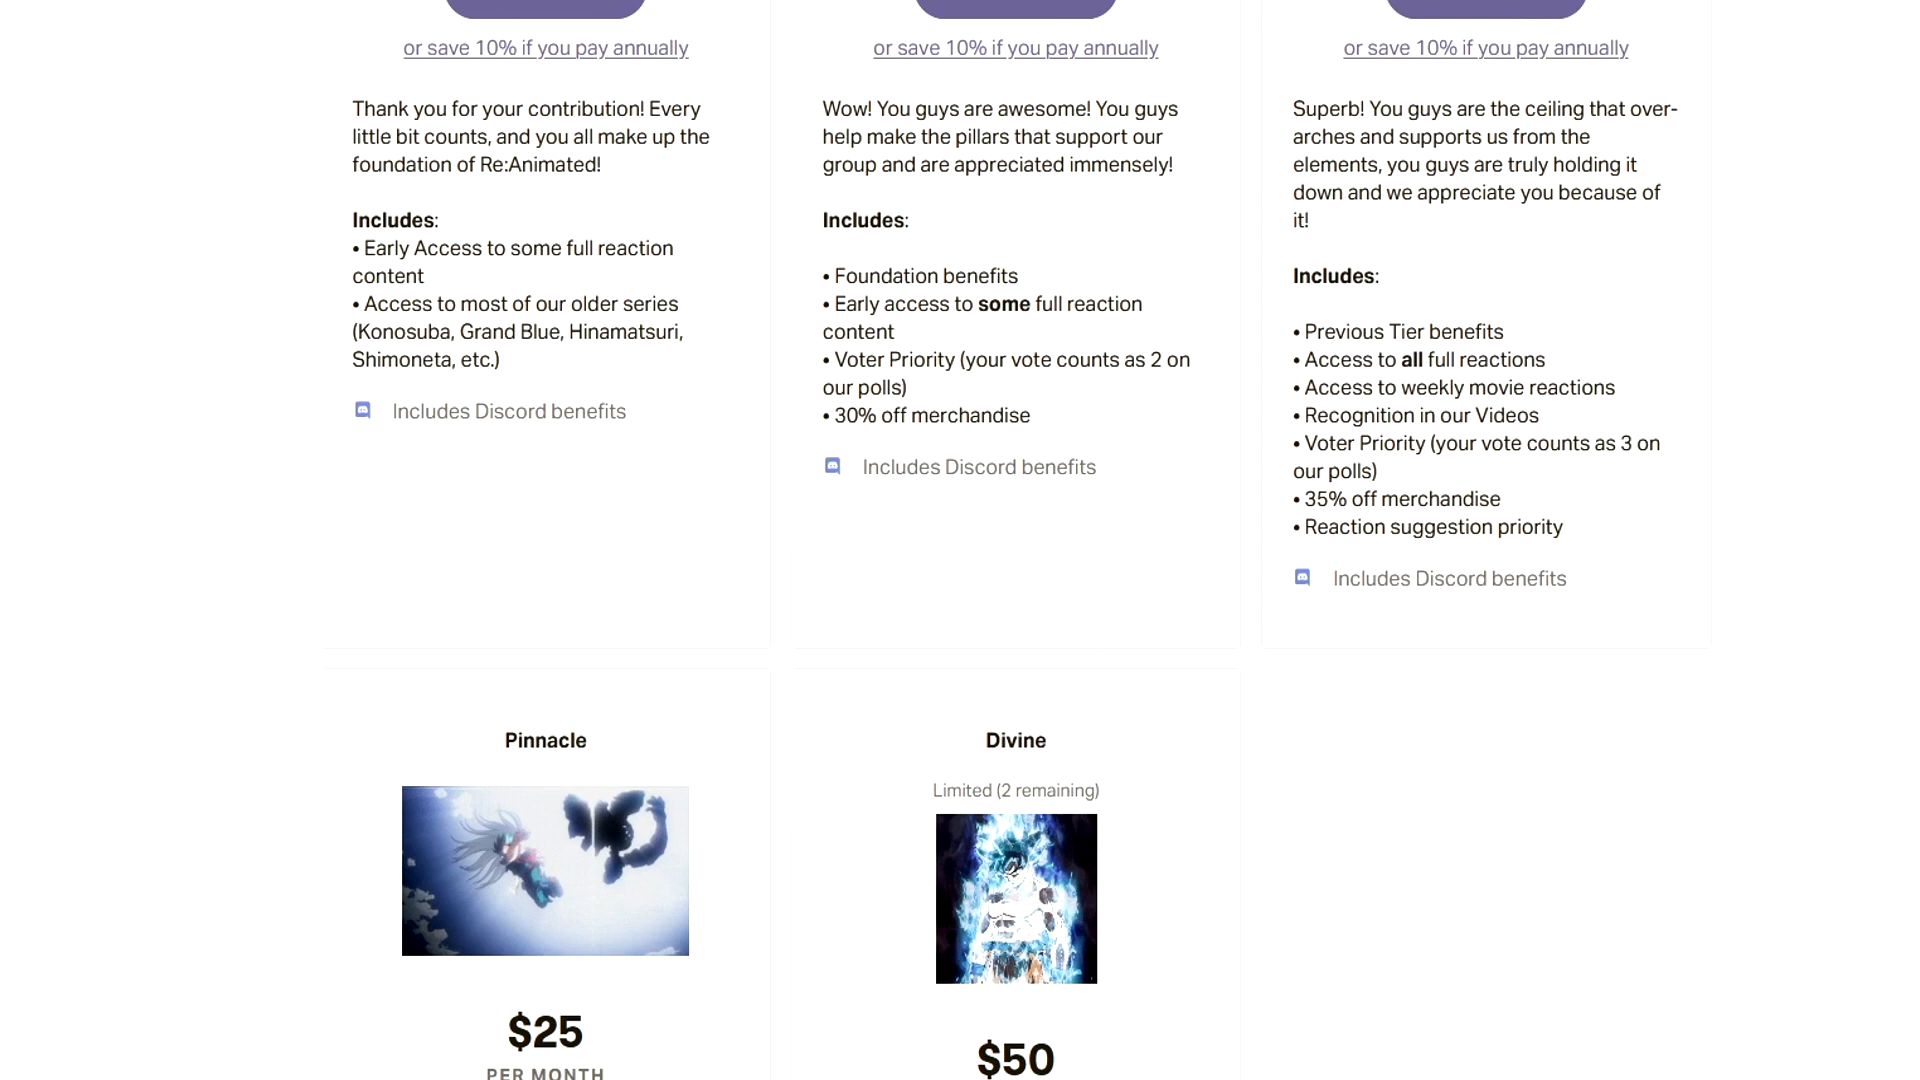 or save 10% if you pay annually
Thank you for your contribution! Every
little bit counts, and you all make up the
foundation of Re:Animated!
Includes:
• Early Access to some full reaction
content
• Access to most of our older series
(Konosuba, Grand Blue, Hinamatsuri,
Shimoneta, etc.)
Includes Discord benefits
or save 10% if you pay annually
Wow! You guys are awesome! You guys
help make the pillars that support our
group and are appreciated immensely!
Includes:
• Foundation benefits
• Early access to some full reaction
content
• Voter Priority (your vote counts as 2 on
our polls)
• 30% off merchandise
Includes Discord benefits
or save 10% if you pay annually
Superb! You guys are the ceiling that over-
arches and supports us from the
elements, you guys are truly holding it
down and we appreciate you because of
it!
Includes:
• Previous Tier benefits
• Access to all full reactions
• Access to weekly movie reactions
• Recognition in our Videos
• Voter Priority (your vote counts as 3 on
our polls)
• 35% off merchandise
• Reaction suggestion priority
Includes Discord benefits
Pinnacle
$25
PER MONTH
Divine
Limited (2 remaining)
$50